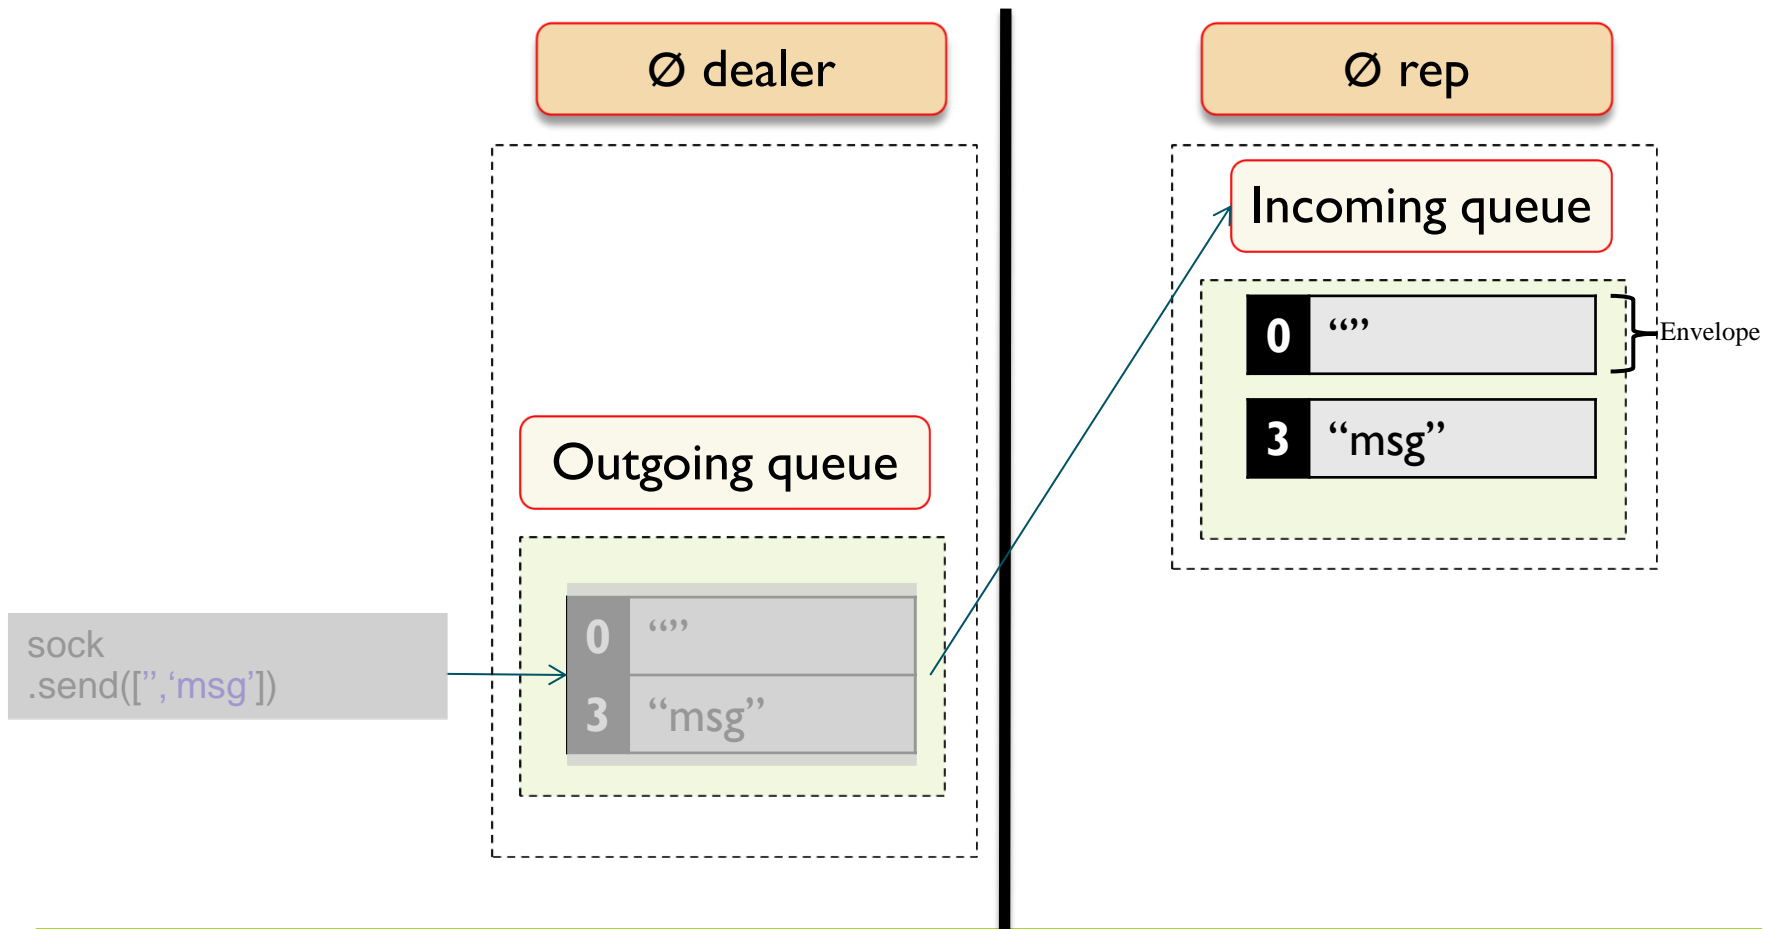 Ø dealer
Ø rep
Incoming queue
0 “”
Envelope
3 “msg”
Outgoing queue
0 “”
3 “msg”
sock
.send([’’,‘msg’])